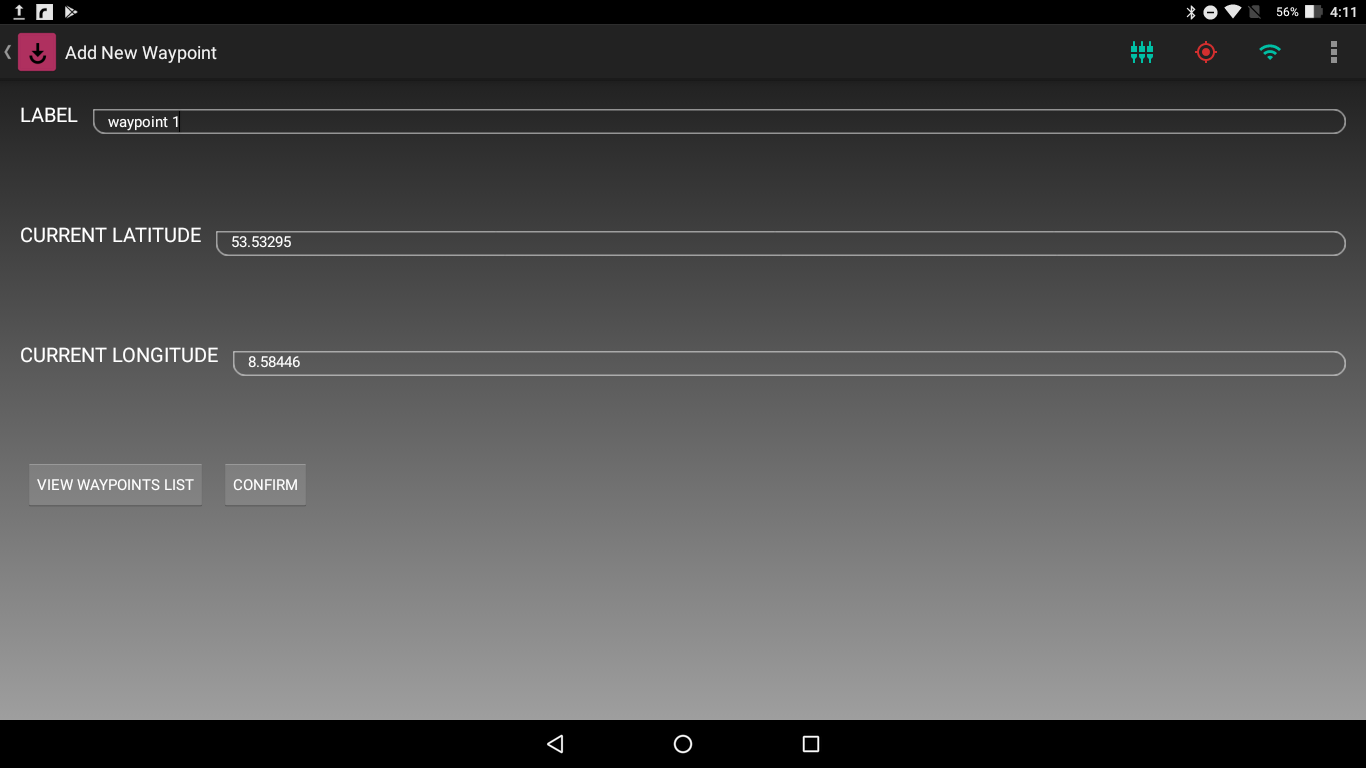 56% 4:11
Add New Waypoint
LABEL waypoint 1
CURRENT LATITUDE 53.53295
CURRENT LONGITUDE 8.58446
VIEW WAYPOINTS LIST CONFIRM